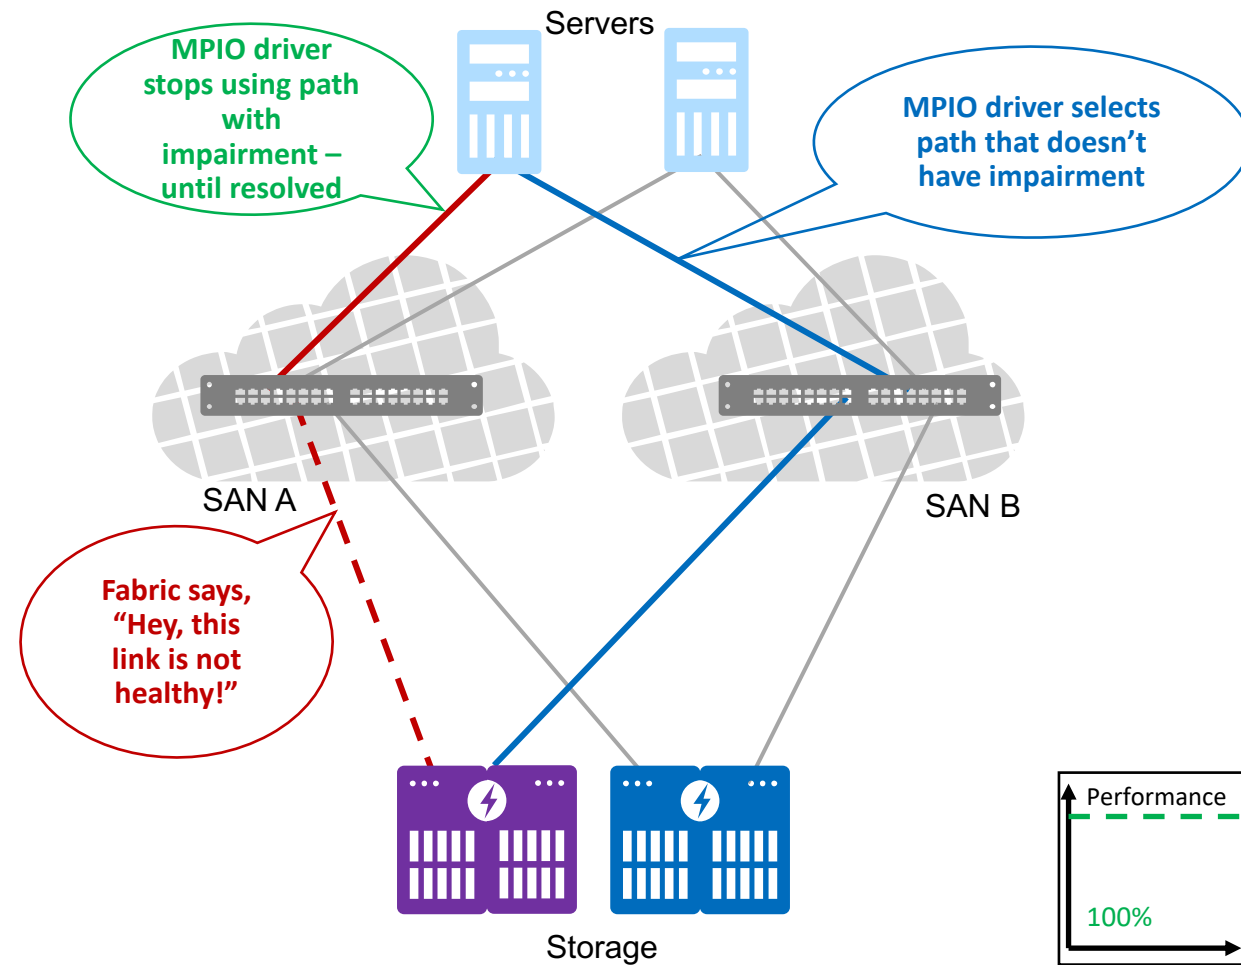 Servers
MPIO driver
stops using path
with
impairment –
until resolved
MPIO driver selects
path that doesn’t
have impairment
SAN A
SAN B
Fabric says,
“Hey, this
link is not
healthy!”
Storage
Performance
100%